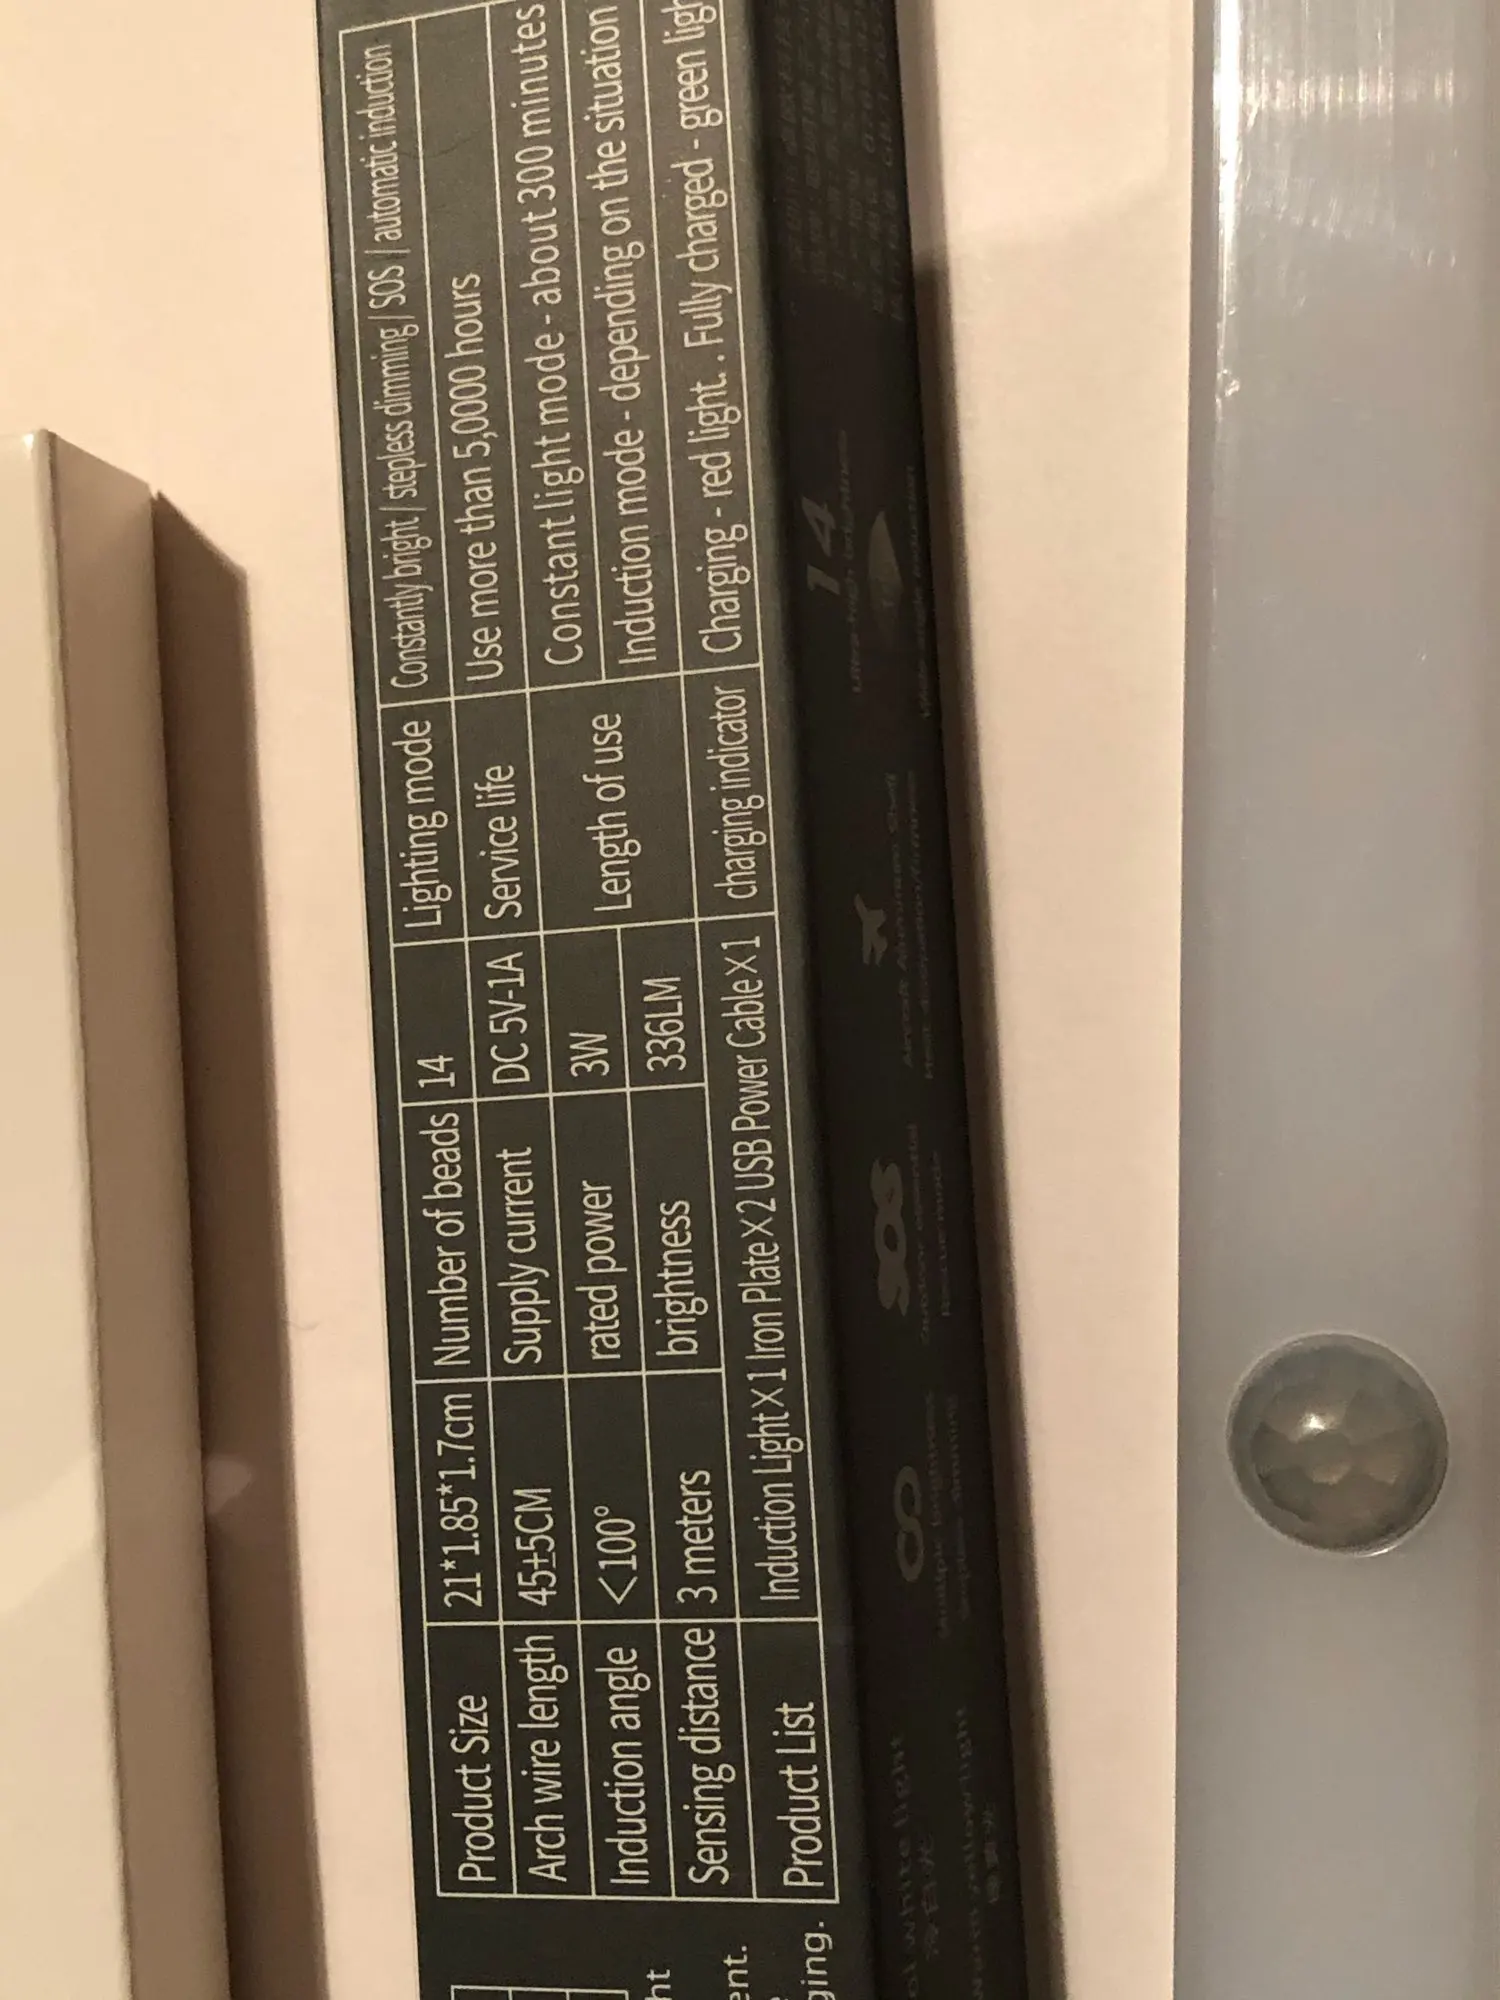 Product Size 21*1.85*1.7cm Number of beads 14 Lighting mode Constantly bright / stepless dimming / SOS / automatic induction
Arch wire length 45±5CM Supply current DC 5V-1A Service life Use more than 5,0000 hours
Induction angle <100° rated power 3W Length of use Constant light mode - about 300 minutes
Sensing distance 3 meters brightness 336LM Induction mode - depending on the situation
Product List Induction Light X 1 Iron Plate X 2 USB Power Cable X 1 charging indicator Charging - red light. . Fully charged - green
ht
ent.
ging.
SOS
14